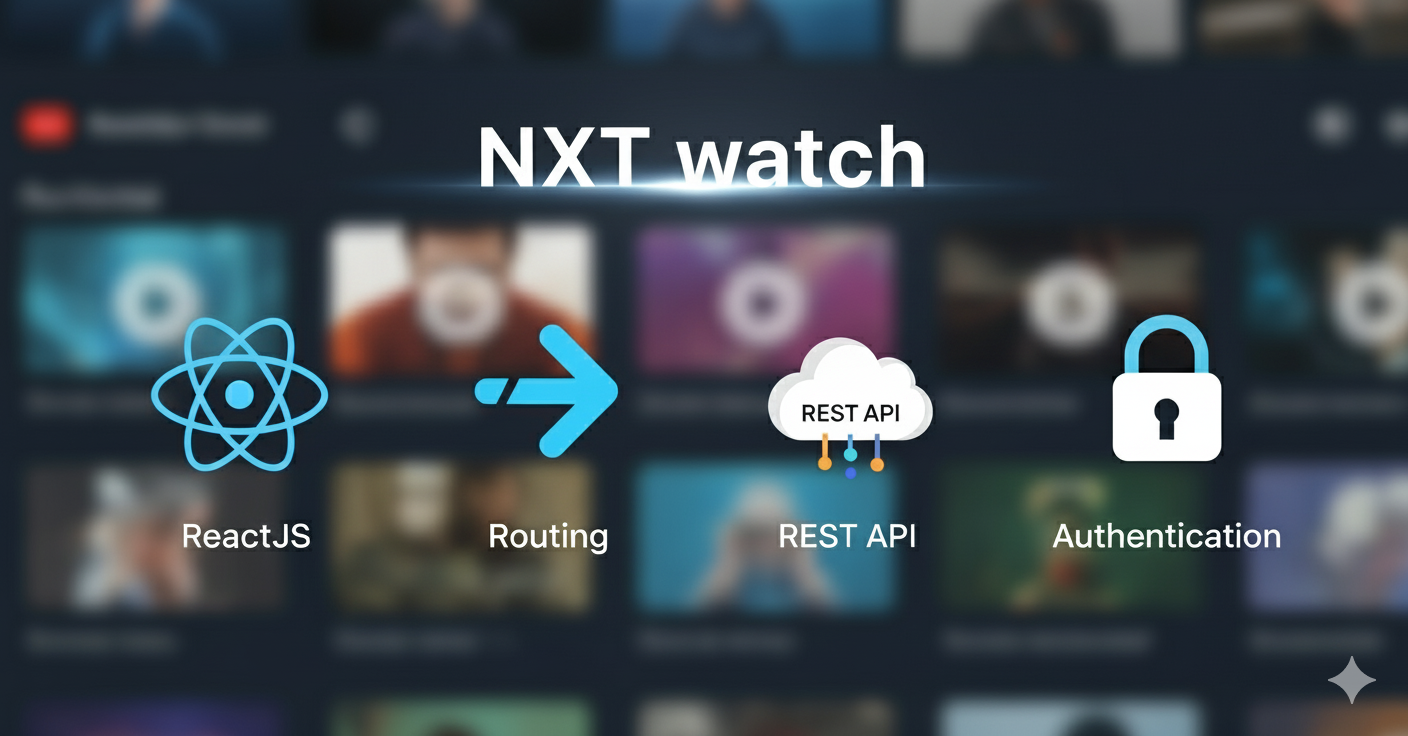 NXT watch
REST API
ReactJS
Routing
REST API
Authentication